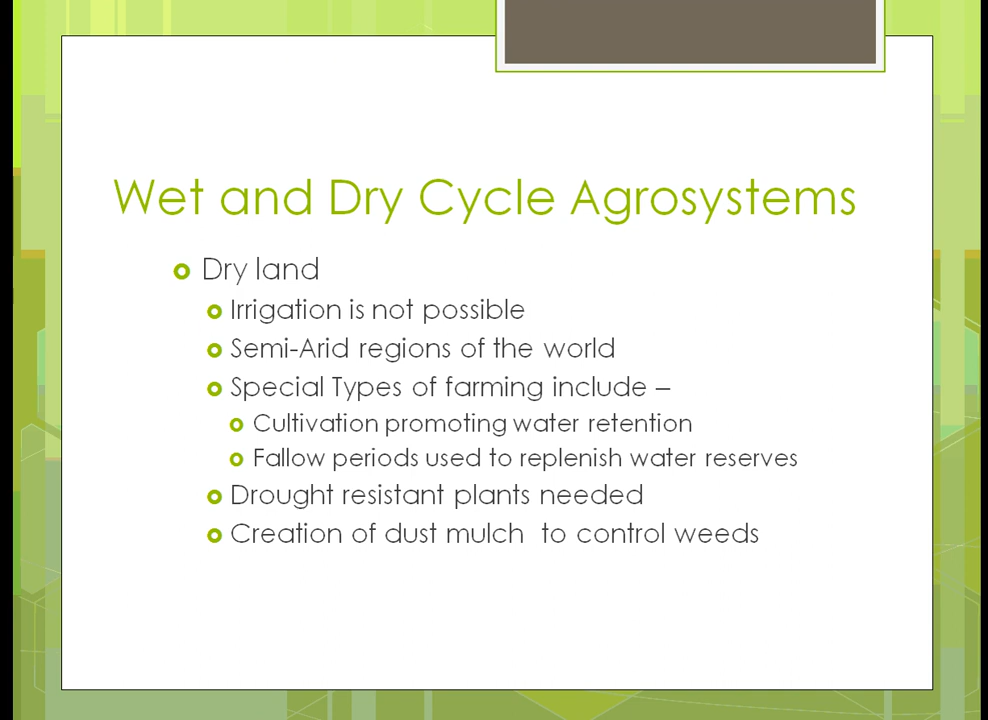 Wet and Dry Cycle Agrosystems
Dry land
Irrigation is not possible
Semi-Arid regions of the world
Special Types of farming include –
Cultivation promoting water retention
Fallow periods used to replenish water reserves
Drought resistant plants needed
Creation of dust mulch  to control weeds